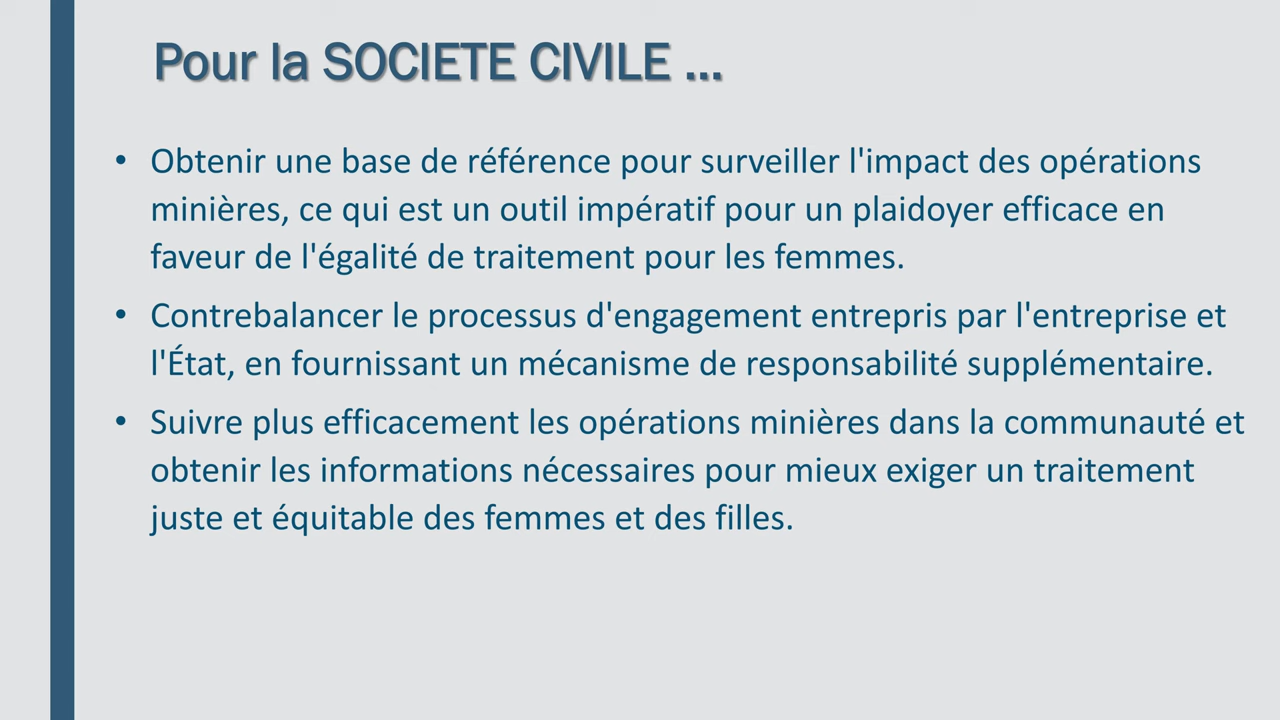 Pour la SOCIETE CIVILE ...
• Obtenir une base de référence pour surveiller l'impact des opérations
minières, ce qui est un outil impératif pour un plaidoyer efficace en
faveur de l'égalité de traitement pour les femmes.
• Contrebalancer le processus d'engagement entrepris par l'entreprise et
l'État, en fournissant un mécanisme de responsabilité supplémentaire.
• Suivre plus efficacement les opérations minières dans la communauté et
obtenir les informations nécessaires pour mieux exiger un traitement
juste et équitable des femmes et des filles.